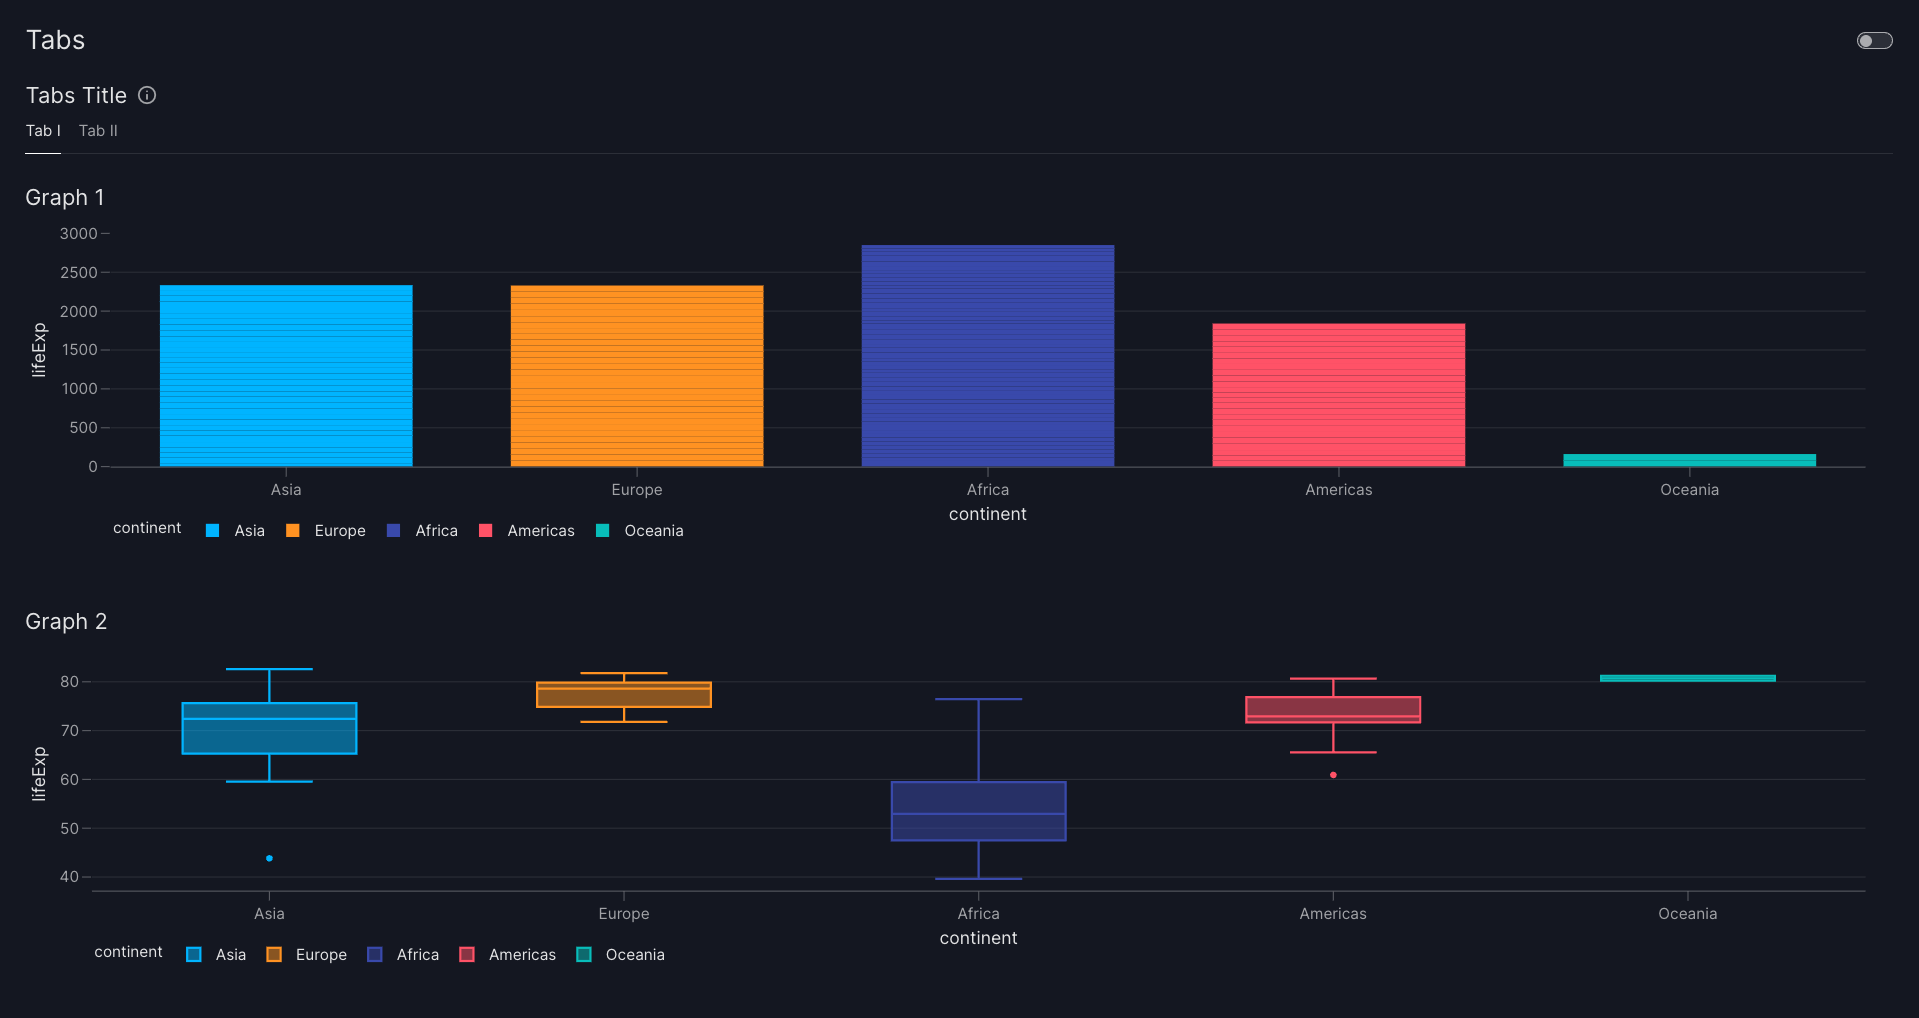 Tabs
Tabs Title
Tab I Tab II
Graph 1
3000
2500
2000
1500
1000
500
0
lifeExp
Asia Europe Africa Americas Oceania
continent
continent Asia Europe Africa Americas Oceania
Graph 2
80
70
60
50
40
lifeExp
Asia Europe Africa Americas Oceania
continent
continent Asia Europe Africa Americas Oceania